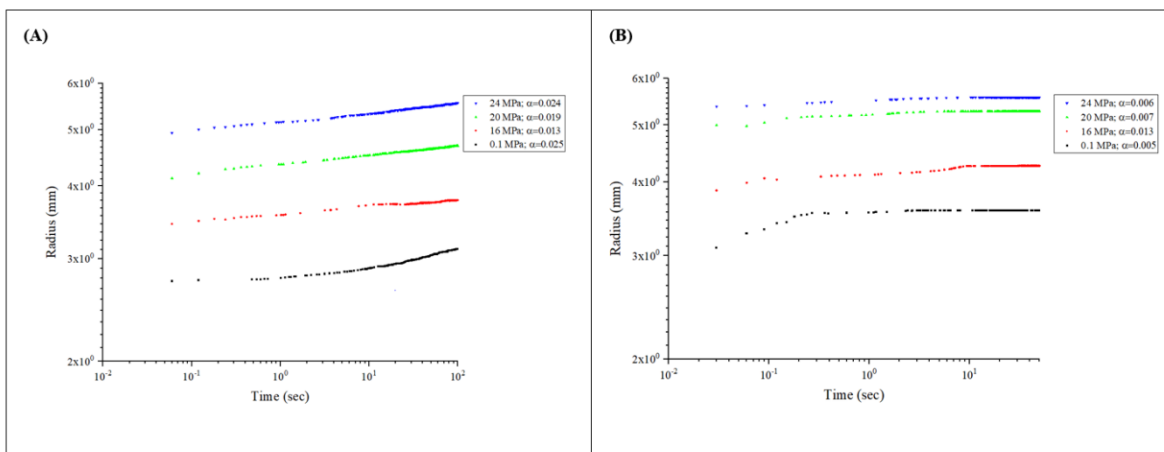 (A)
6x10⁰
5x10⁰
4x10⁰
3x10⁰
2x10⁰
Radius (mm)
10⁻² 10⁻¹ 10⁰ 10¹ 10²
Time (sec)
24 MPa; α=0.024
20 MPa; α=0.019
16 MPa; α=0.013
0.1 MPa; α=0.025
(B)
6x10⁰
5x10⁰
4x10⁰
3x10⁰
2x10⁰
Radius (mm)
10⁻² 10⁻¹ 10⁰ 10¹
Time (sec)
24 MPa; α=0.006
20 MPa; α=0.007
16 MPa; α=0.013
0.1 MPa; α=0.005